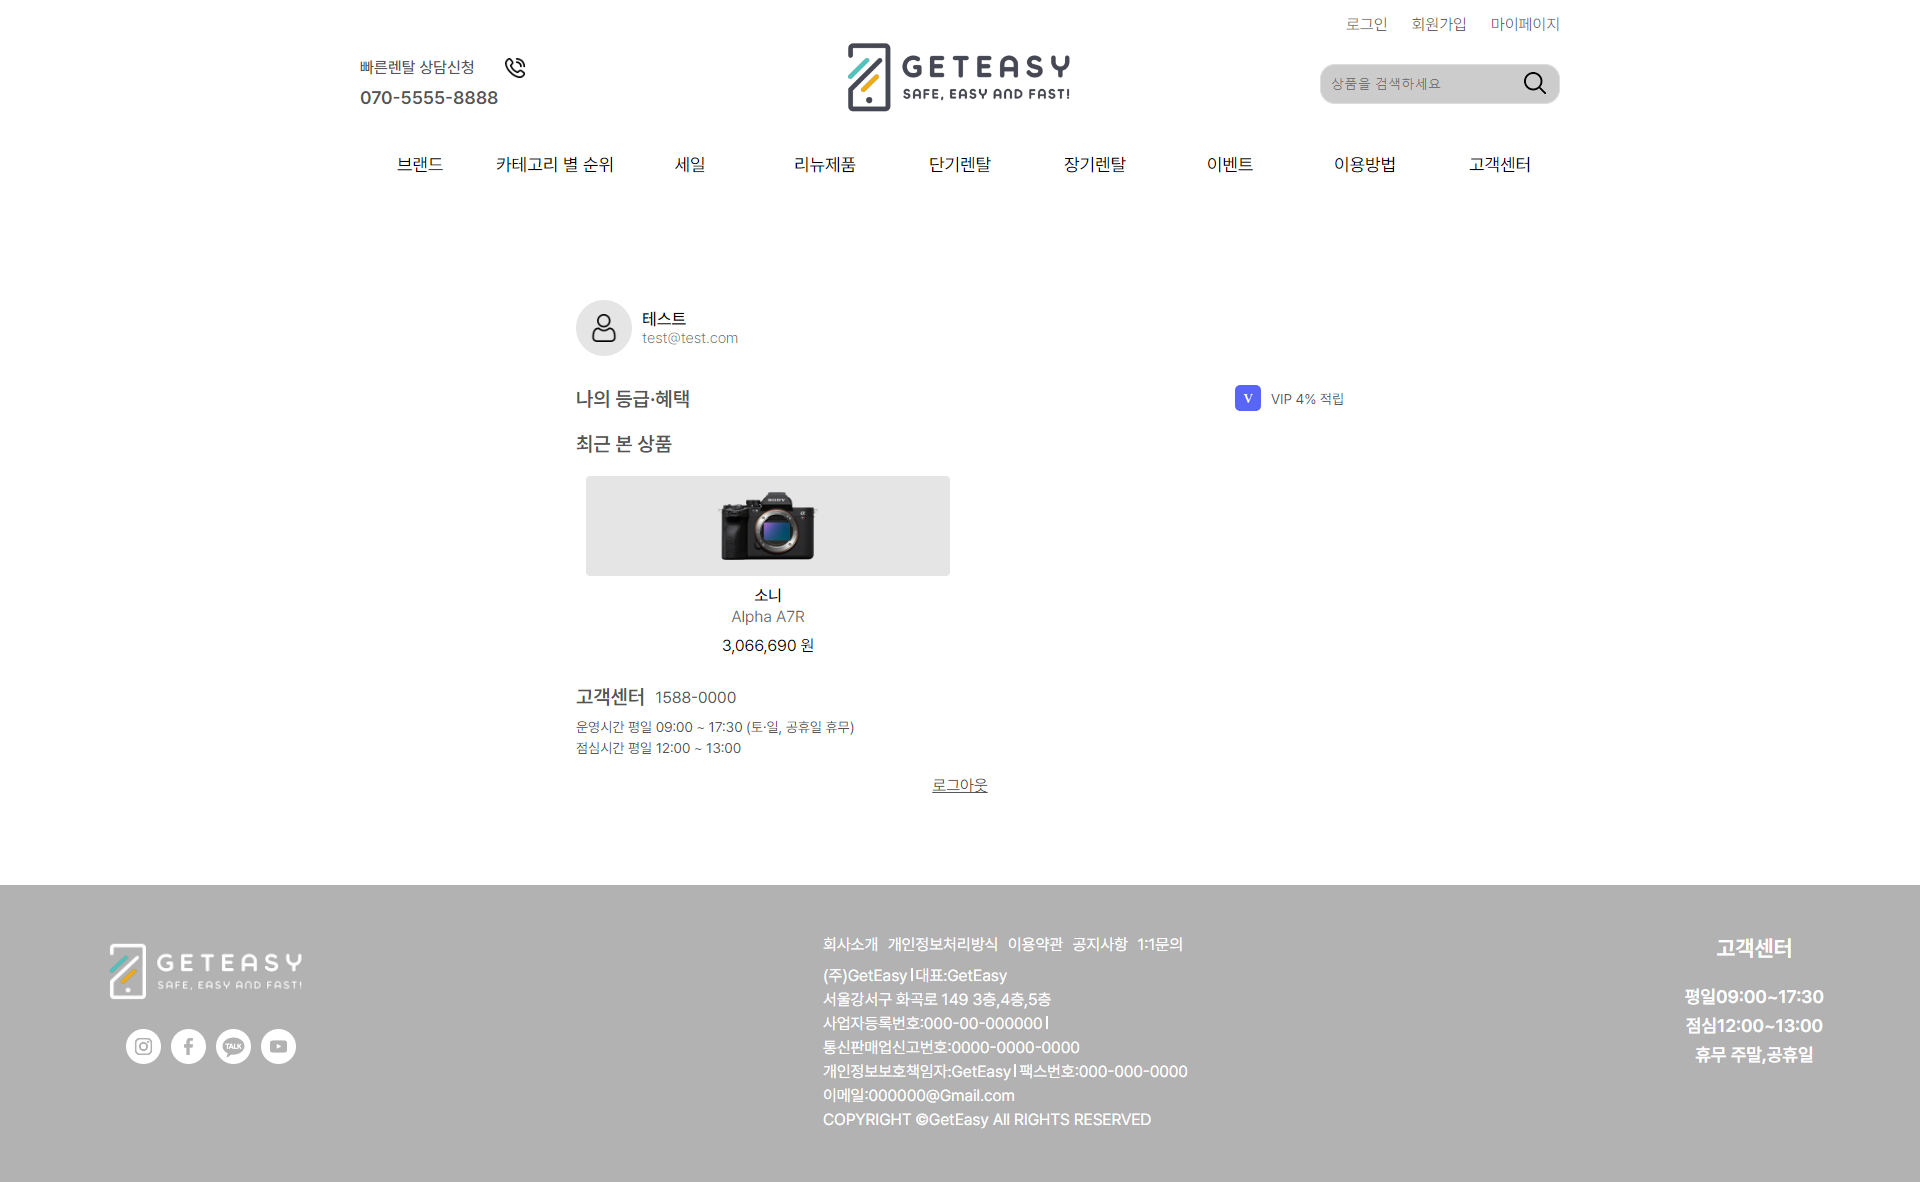 로그인 회원가입 마이페이지
빠른렌탈 상담신청
070-5555-8888
GETEASY
SAFE, EASY AND FAST!
상품을 검색하세요
브랜드 카테고리 별 순위 세일 리뉴제품 단기렌탈 장기렌탈 이벤트 이용방법 고객센터
테스트
test@test.com
나의 등급·혜택
V VIP 4% 적립
최근 본 상품
SONY
소니
Alpha A7R
3,066,690 원
고객센터 1588-0000
운영시간 평일 09:00 ~ 17:30 (토·일, 공휴일 휴무)
점심시간 평일 12:00 ~ 13:00
로그아웃
GETEASY
SAFE, EASY AND FAST!
TALK
회사소개 개인정보처리방식 이용약관 공지사항 1:1문의
(주)GetEasy | 대표:GetEasy
서울강서구 화곡로 149 3층,4층,5층
사업자등록번호:000-00-000000 |
통신판매업신고번호:0000-0000-0000
개인정보보호책임자:GetEasy | 팩스번호:000-000-0000
이메일:000000@Gmail.com
COPYRIGHT ©GetEasy All RIGHTS RESERVED
고객센터
평일09:00~17:30
점심12:00~13:00
휴무 주말,공휴일